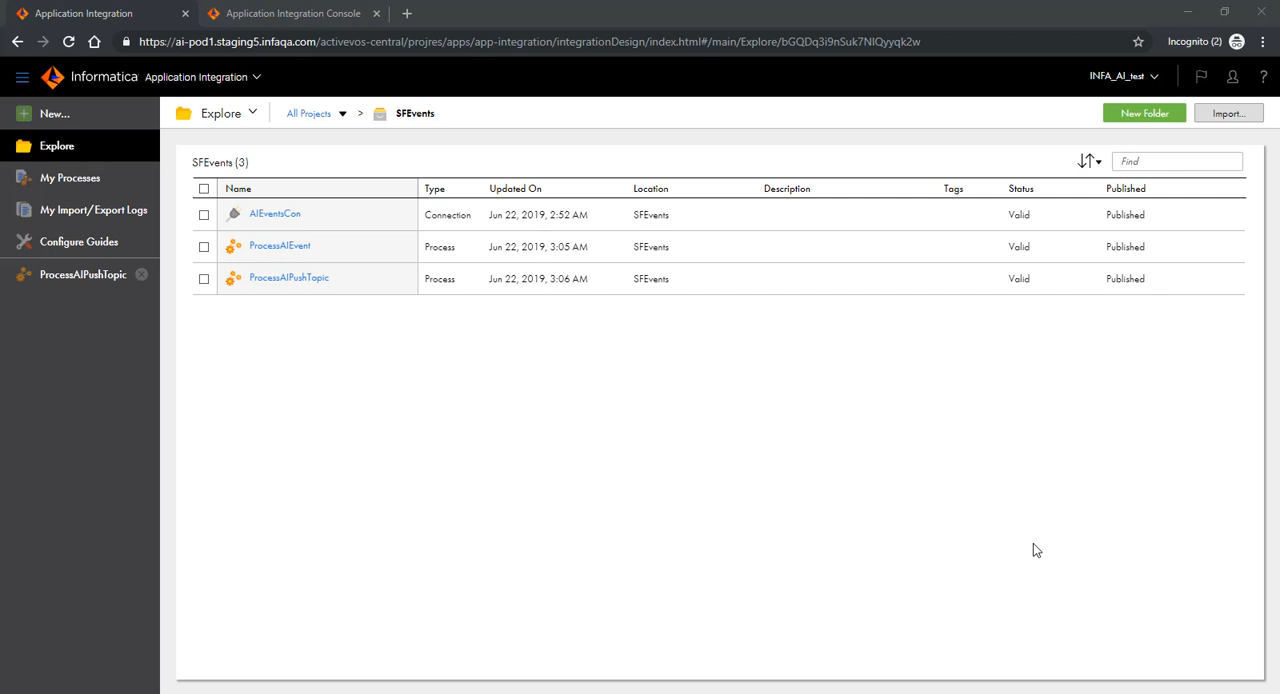 Application Integration
Application Integration Console
https://ai-pod1.staging5.infaqa.com/activevos-central/projres/apps/app-integration/integrationDesign/index.html#/main/Explore/bGQDq3i9nSuk7NIQyyqk2w
Incognito (2)
Informatica Application Integration
INFA_AI_test
?
New...
Explore
My Processes
My Import/Export Logs
Configure Guides
ProcessAIPushTopic
Explore
All Projects > SFEvents
New Folder
Import...
SFEvents (3)
Find
Name Type Updated On Location Description Tags Status Published
AIEventsCon Connection Jun 22, 2019, 2:52 AM SFEvents Valid Published
ProcessAIEvent Process Jun 22, 2019, 3:05 AM SFEvents Valid Published
ProcessAIPushTopic Process Jun 22, 2019, 3:06 AM SFEvents Valid Published